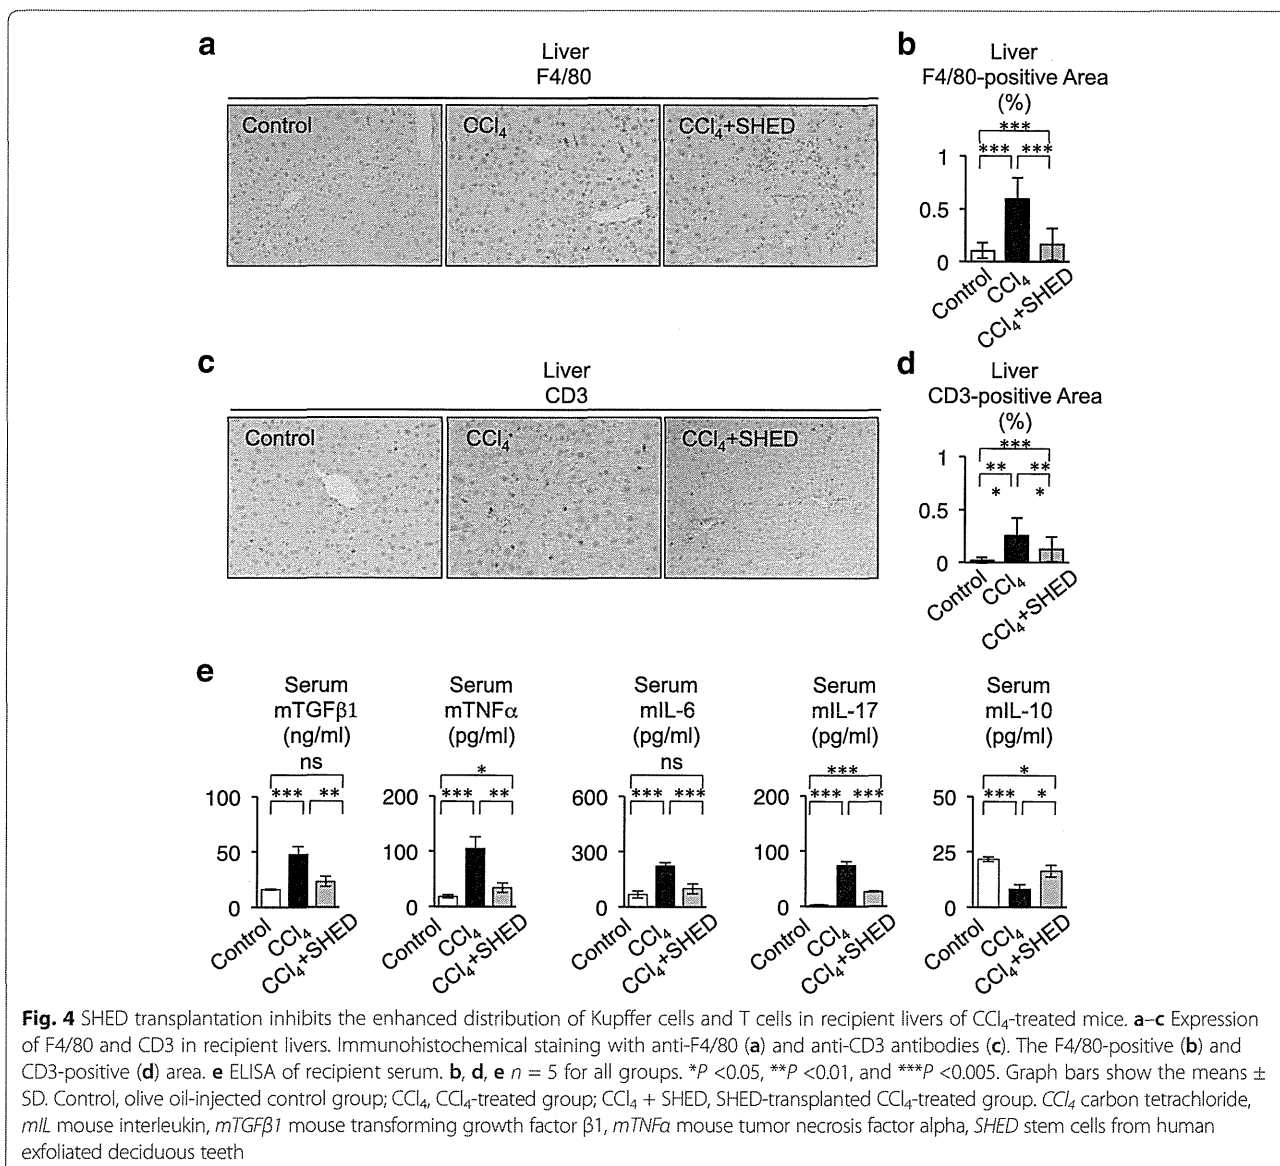 a
Liver
F4/80
Control
CCl₄
CCl₄+SHED
b
Liver
F4/80-positive Area
(%)
***
*** ***
1
0.5
0
Control
CCl₄
CCl₄+SHED
c
Liver
CD3
Control
CCl₄
CCl₄+SHED
d
Liver
CD3-positive Area
(%)
***
** **
* *
1
0.5
0
Control
CCl₄
CCl₄+SHED
e
Serum
mTGFβ1
(ng/ml)
ns
*** **
100
50
0
Control
CCl₄
CCl₄+SHED
Serum
mTNFα
(pg/ml)
*
*** **
200
100
0
Control
CCl₄
CCl₄+SHED
Serum
mIL-6
(pg/ml)
ns
*** ***
600
300
0
Control
CCl₄
CCl₄+SHED
Serum
mIL-17
(pg/ml)
***
*** ***
200
100
0
Control
CCl₄
CCl₄+SHED
Serum
mIL-10
(pg/ml)
*
*** *
50
25
0
Control
CCl₄
CCl₄+SHED
Fig. 4 SHED transplantation inhibits the enhanced distribution of Kupffer cells and T cells in recipient livers of CCl₄-treated mice. a–c Expression
of F4/80 and CD3 in recipient livers. Immunohistochemical staining with anti-F4/80 (a) and anti-CD3 antibodies (c). The F4/80-positive (b) and
CD3-positive (d) area. e ELISA of recipient serum. b, d, e n = 5 for all groups. *P <0.05, **P <0.01, and ***P <0.005. Graph bars show the means ±
SD. Control, olive oil-injected control group; CCl₄, CCl₄-treated group; CCl₄ + SHED, SHED-transplanted CCl₄-treated group. CCl₄ carbon tetrachloride,
mIL mouse interleukin, mTGFβ1 mouse transforming growth factor β1, mTNFα mouse tumor necrosis factor alpha, SHED stem cells from human
exfoliated deciduous teeth